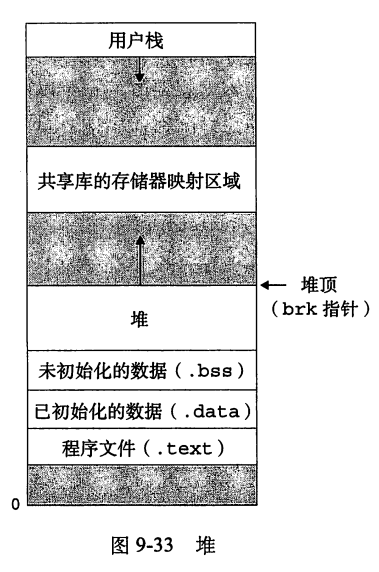 用户栈
共享库的存储器映射区域
堆顶
（brk 指针）
堆
未初始化的数据（.bss）
已初始化的数据（.data）
程序文件（.text）
0
图 9-33　堆